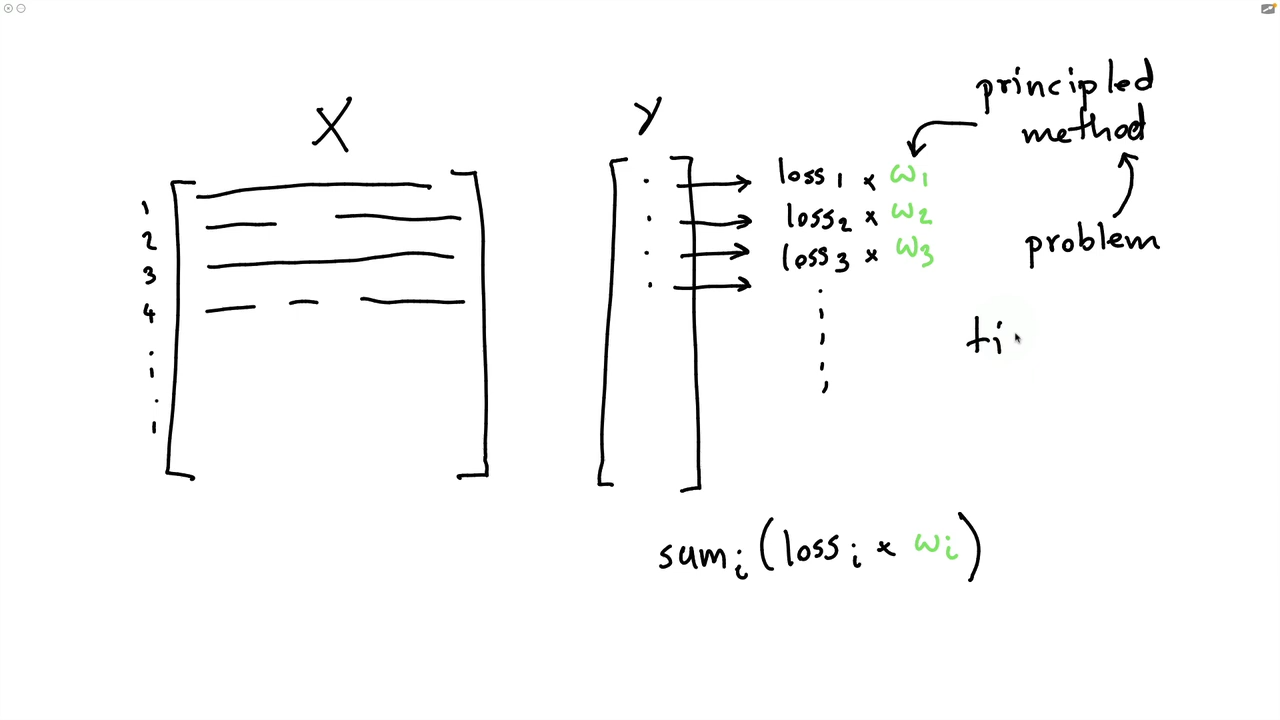 X
Y
principled
method
1
2
3
4
loss1 × w1
loss2 × w2
loss3 × w3
problem
ti
sumi(lossi × wi)